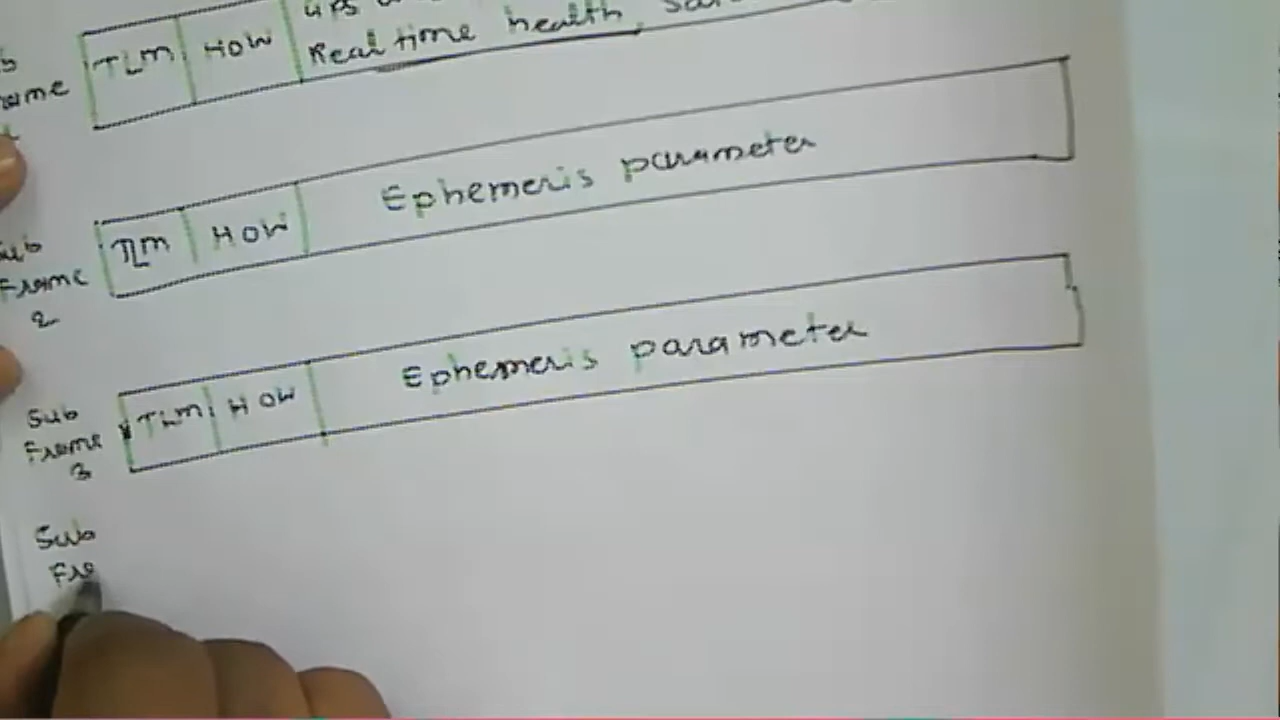 TLM HOW Real time health,
Frame
TLM HOW Ephemeris parameter
Sub
Frame
2
TLM HOW Ephemeris parameter
Sub
Frame
3
Sub
Fra